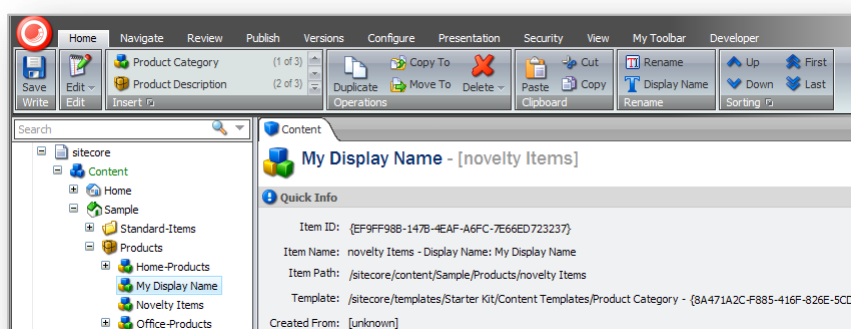 Home Navigate Review Publish Versions Configure Presentation Security View My Toolbar Developer
Save
Write
Edit
Edit
Product Category (1 of 3)
Product Description (2 of 3)
Insert
Duplicate
Copy To
Move To
Delete
Operations
Paste
Cut
Copy
Clipboard
Rename
Display Name
Rename
Up First
Down Last
Sorting
Search
sitecore
Content
Home
Sample
Standard-Items
Products
Home-Products
My Display Name
Novelty Items
Office-Products
Content
My Display Name - [novelty Items]
Quick Info
Item ID: {EF9FF98B-147B-4EAF-A6FC-7E66ED723237}
Item Name: novelty Items - Display Name: My Display Name
Item Path: /sitecore/content/Sample/Products/novelty Items
Template: /sitecore/templates/Starter Kit/Content Templates/Product Category - {8A471A2C-F885-416F-826E-5CD
Created From: [unknown]